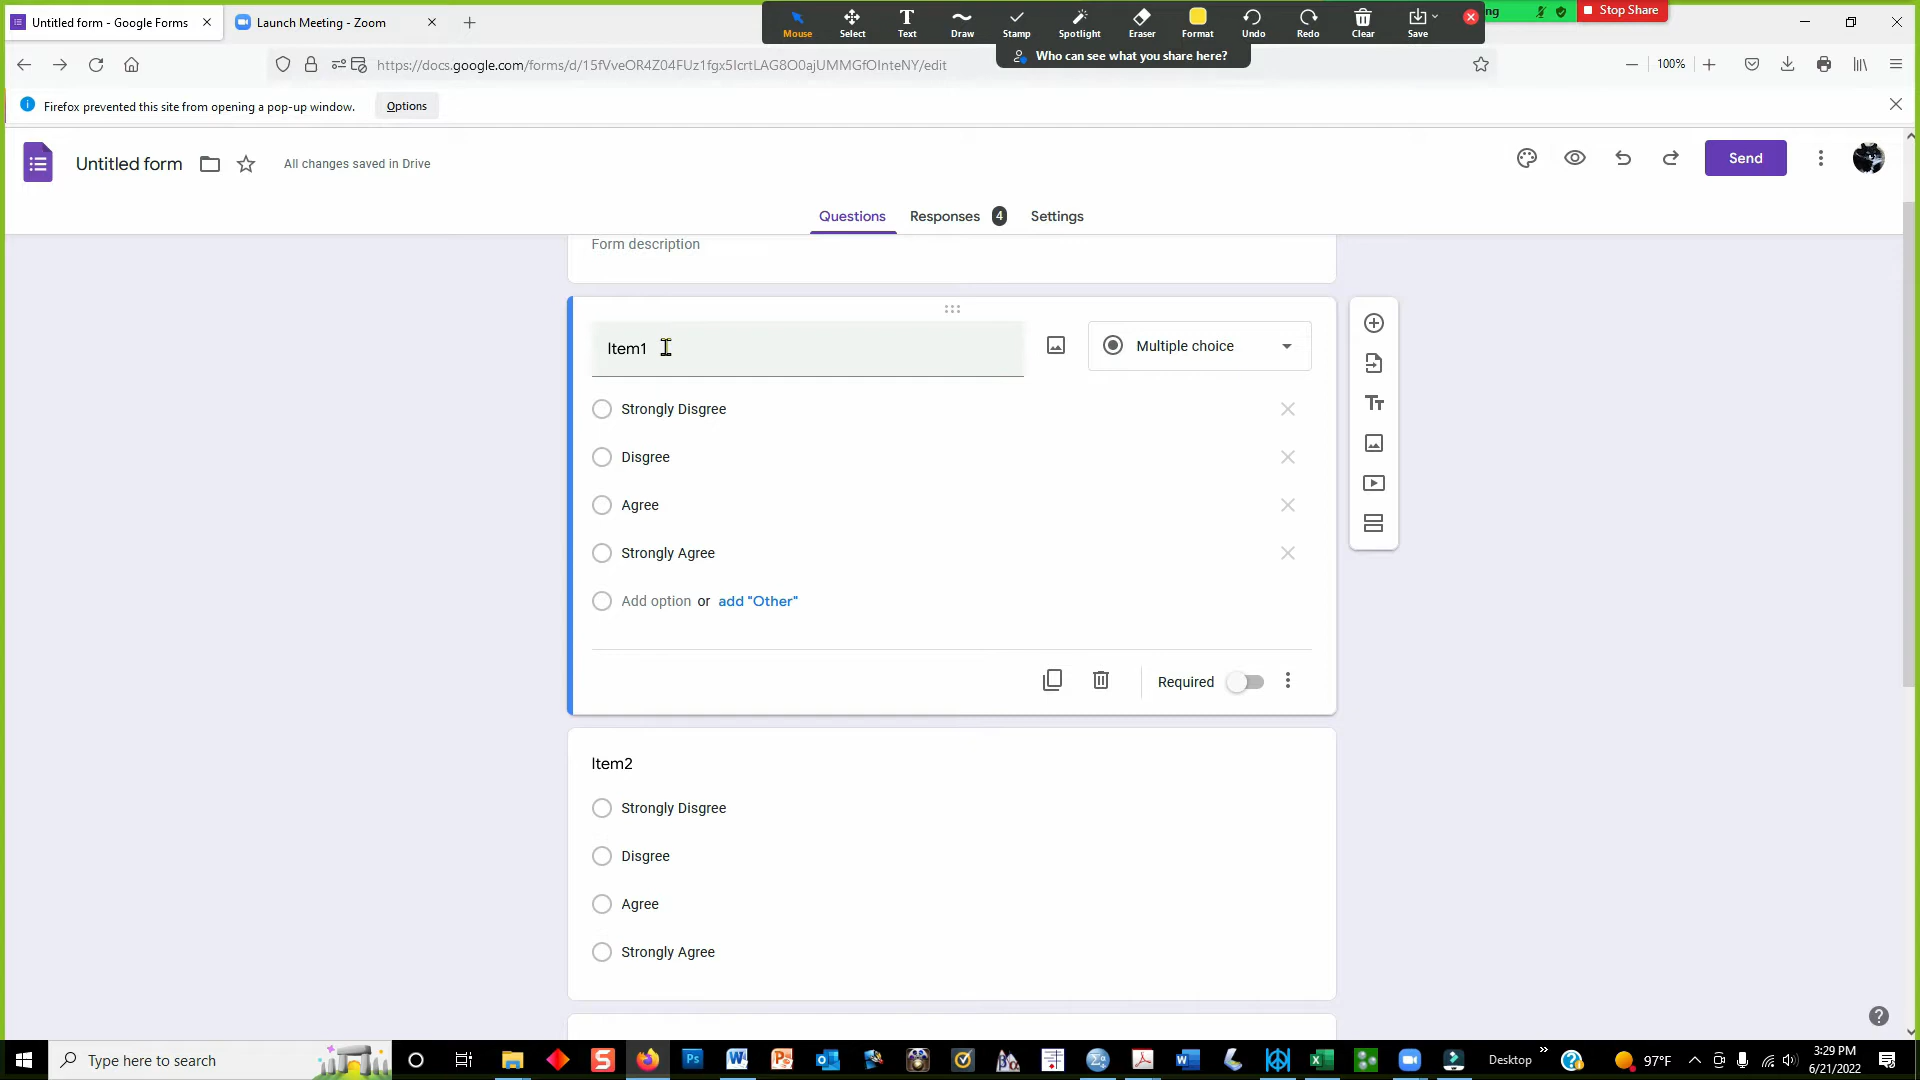 Untitled form - Google Forms
Launch Meeting - Zoom
Mouse
Select
Text
Draw
Stamp
Spotlight
Eraser
Format
Undo
Redo
Clear
Save
ng
Stop Share
Who can see what you share here?
https://docs.google.com/forms/d/15fVveOR4Z04FUz1fgx5IcrtLAG8O0ajUMMGfOInteNY/edit
100%
Firefox prevented this site from opening a pop-up window.
Options
Untitled form
All changes saved in Drive
Send
Questions
Responses 4
Settings
Form description
Item1
Multiple choice
Strongly Disgree
Disgree
Agree
Strongly Agree
Add option or add "Other"
Required
Item2
Strongly Disgree
Disgree
Agree
Strongly Agree
Type here to search
Desktop
97°F
3:29 PM
6/21/2022